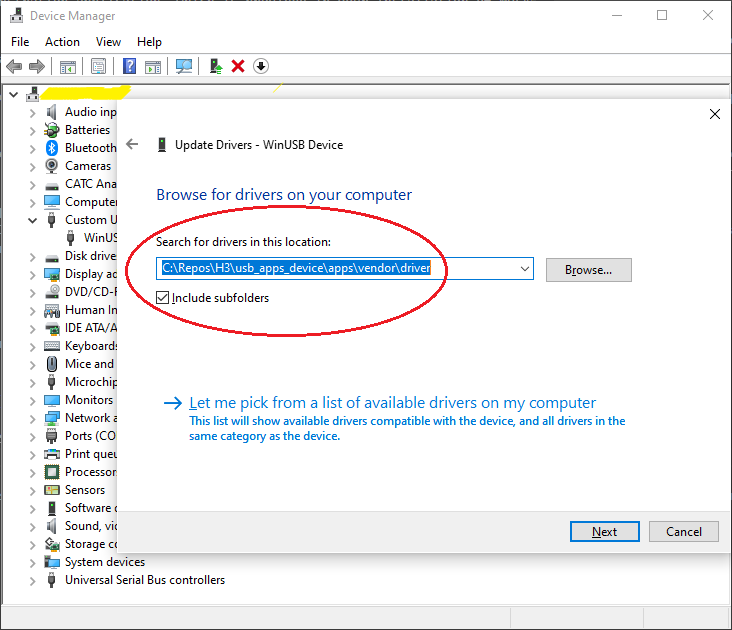 Device Manager
File Action View Help
Audio inp
Batteries
Bluetooth
Cameras
CATC Ana
Computer
Custom U
WinUS
Disk drive
Display ad
DVD/CD-R
Human In
IDE ATA/A
Keyboards
Mice and
Microchip
Monitors
Network a
Ports (CO
Print queu
Processor
Sensors
Software
Sound, vid
Storage co
System devices
Universal Serial Bus controllers
Update Drivers - WinUSB Device
Browse for drivers on your computer
Search for drivers in this location:
C:\Repos\H3\usb_apps_device\apps\vendor\driver
Browse...
Include subfolders
Let me pick from a list of available drivers on my computer
This list will show available drivers compatible with the device, and all drivers in the
same category as the device.
Next Cancel